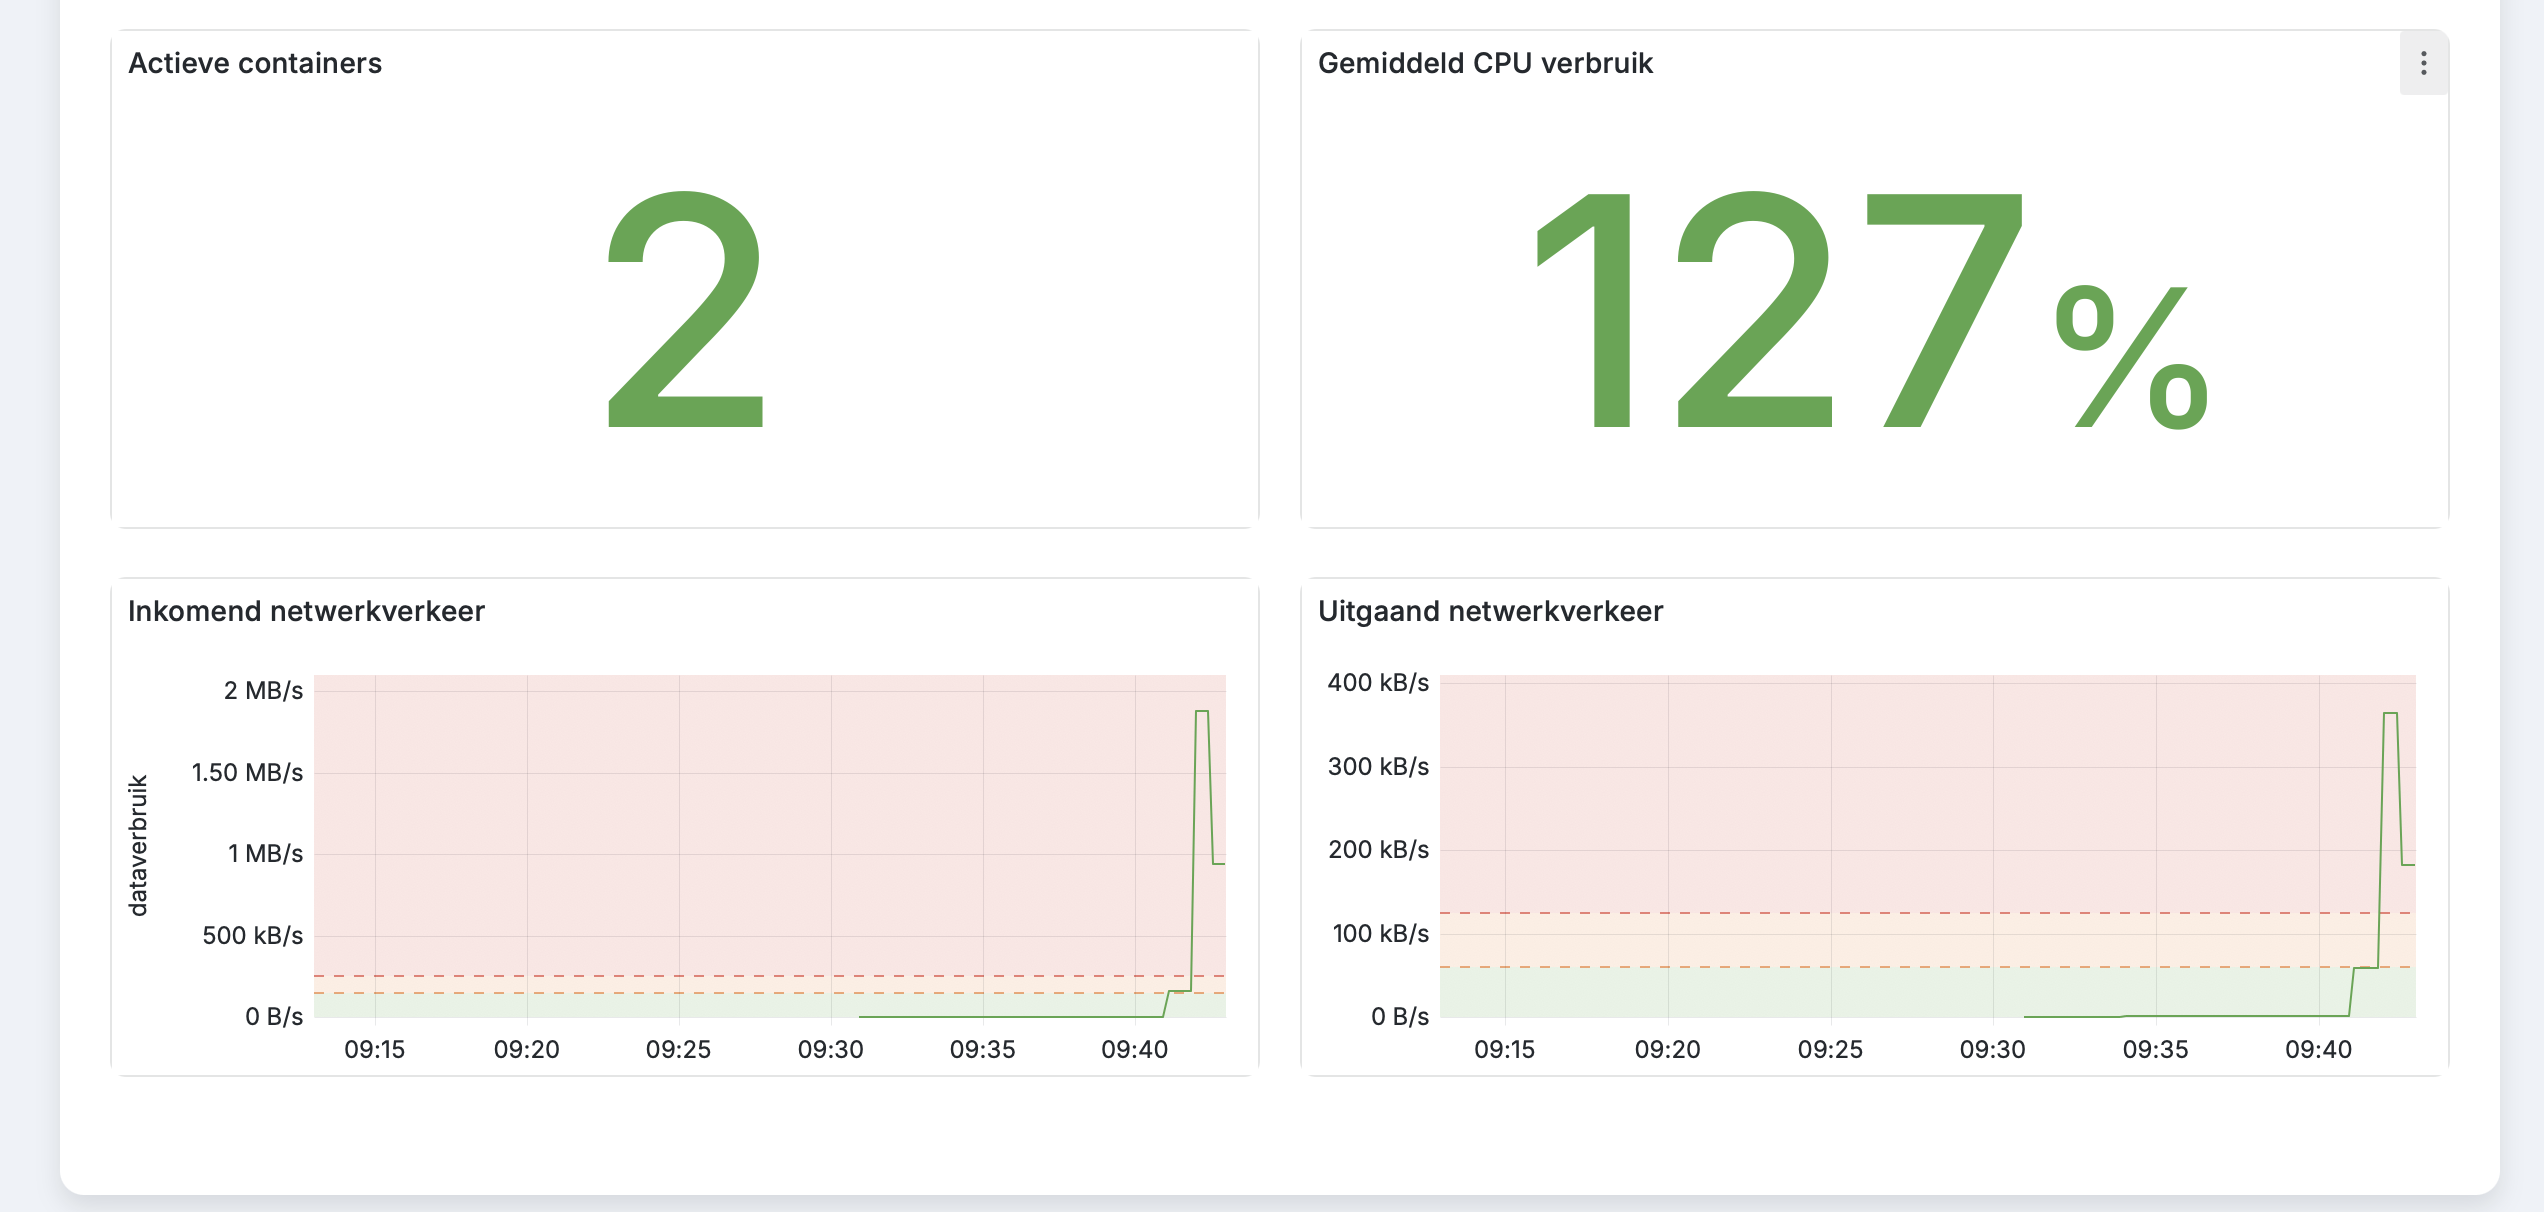 Actieve containers
2
Gemiddeld CPU verbruik
127%
Inkomend netwerkverkeer
dataverbruik
2 MB/s
1.50 MB/s
1 MB/s
500 kB/s
0 B/s
09:15 09:20 09:25 09:30 09:35 09:40
Uitgaand netwerkverkeer
400 kB/s
300 kB/s
200 kB/s
100 kB/s
0 B/s
09:15 09:20 09:25 09:30 09:35 09:40